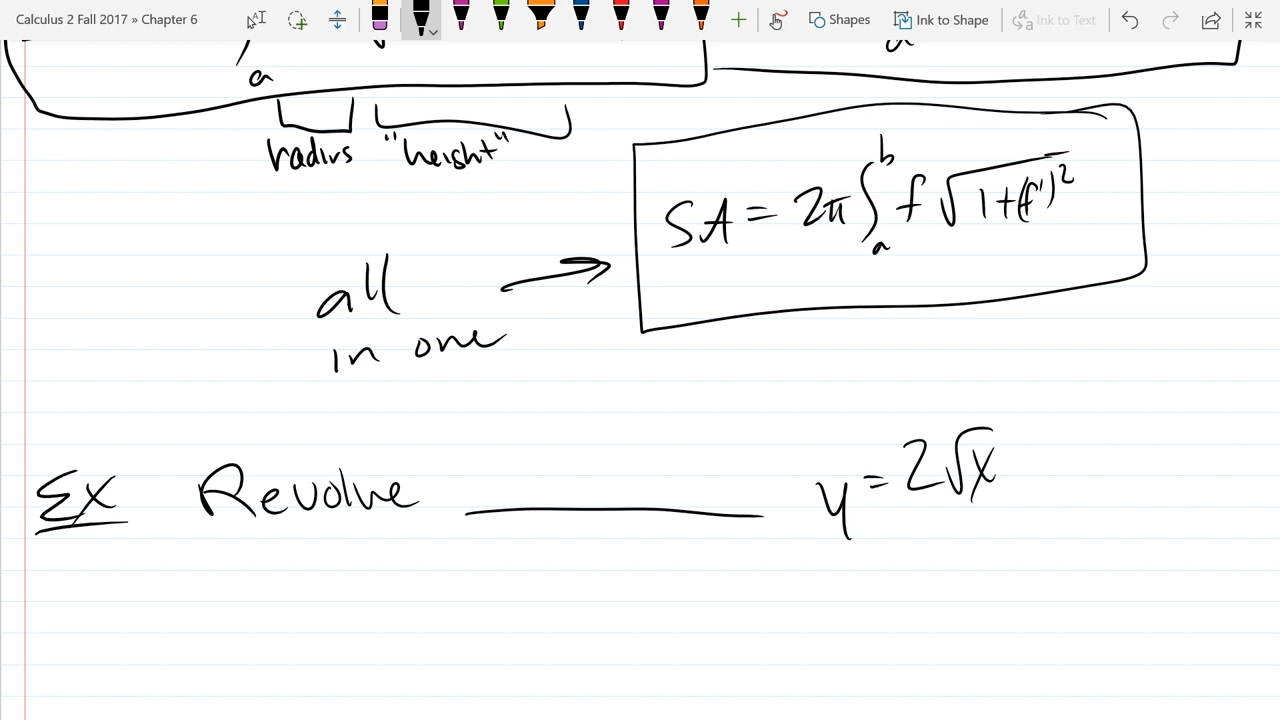 Calculus 2 Fall 2017 » Chapter 6
Shapes
Ink to Shape
Ink to Text
a
a
radius "height"
SA = 2π ∫ₐᵇ f √(1+(f')²)
all
in one
Ex Revolve ________ y = 2√x